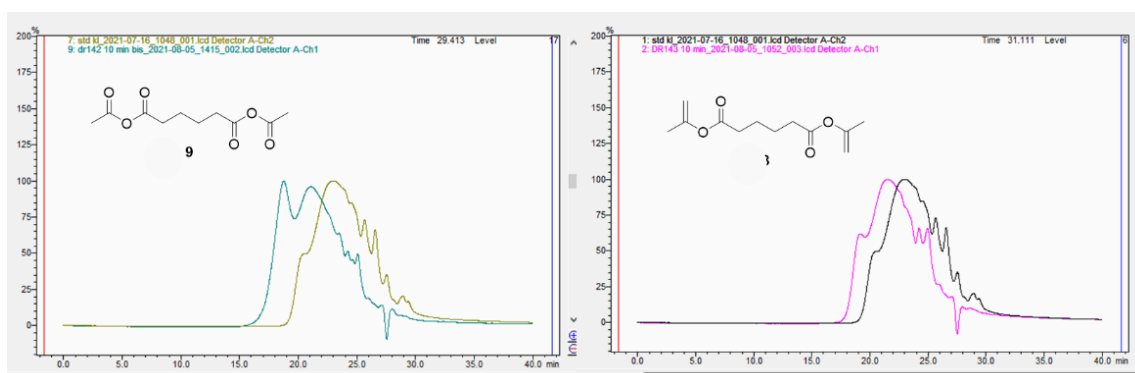 %
7: std kl_2021-07-16_1048_001.lcd Detector A-Ch2
9: dr142 10 min bis_2021-08-05_1415_002.lcd Detector A-Ch1
Time 29.413 Level 17
200
175
150
125
100
75
50
25
0
O O O
O O O
9
0.0 5.0 10.0 15.0 20.0 25.0 30.0 35.0 40.0 min
%
1: std kl_2021-07-16_1048_001.lcd Detector A-Ch2
2: DR143 10 min_2021-08-05_1052_003.lcd Detector A-Ch1
Time 31.111 Level 6
200
175
150
125
100
75
50
25
0
O O
O O
0.0 5.0 10.0 15.0 20.0 25.0 30.0 35.0 40.0 min